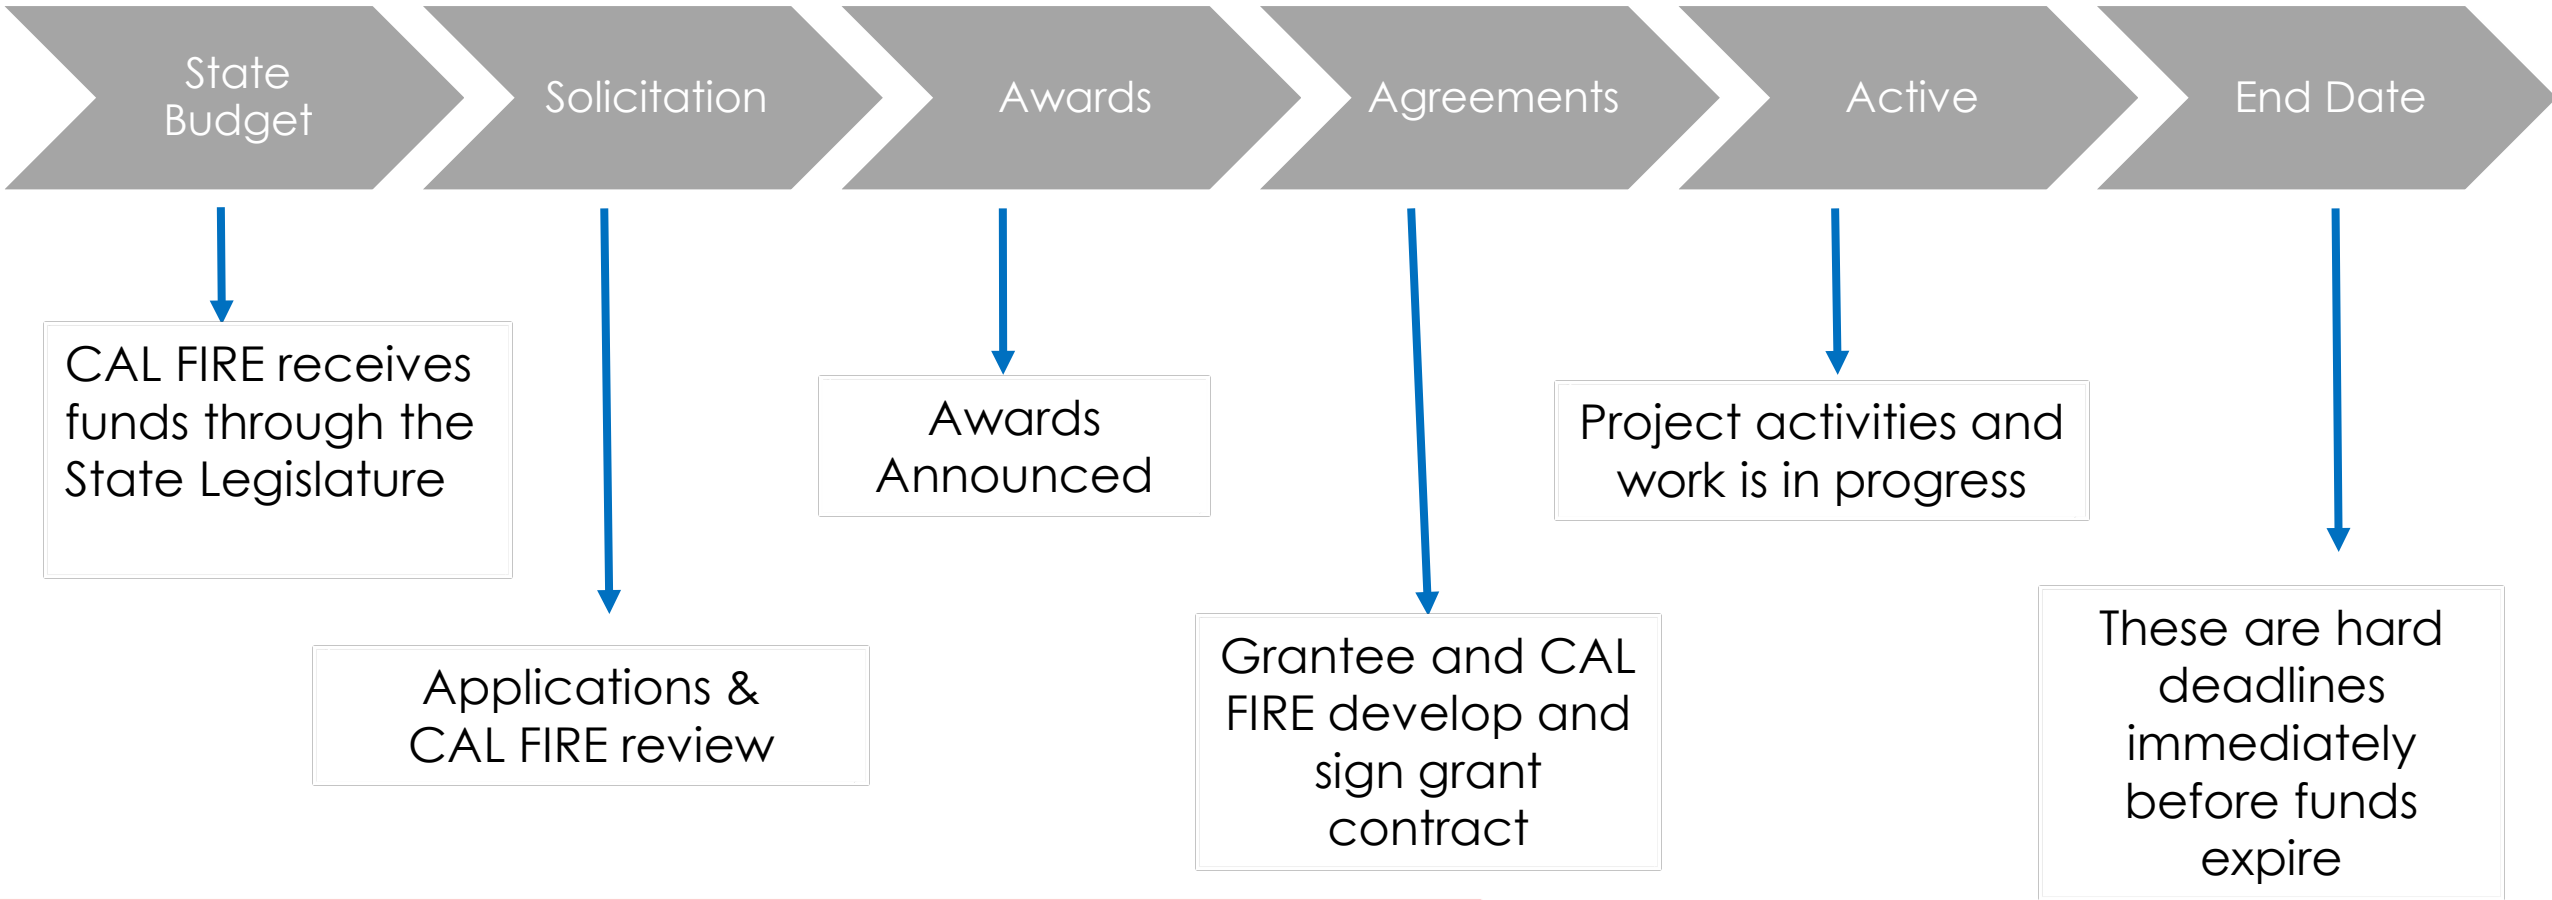 State
Budget
Solicitation
Awards
Agreements
Active
End Date
CAL FIRE receives
funds through the
State Legislature
Applications &
CAL FIRE review
Awards
Announced
Grantee and CAL
FIRE develop and
sign grant
contract
Project activities and
work is in progress
These are hard
deadlines
immediately
before funds
expire